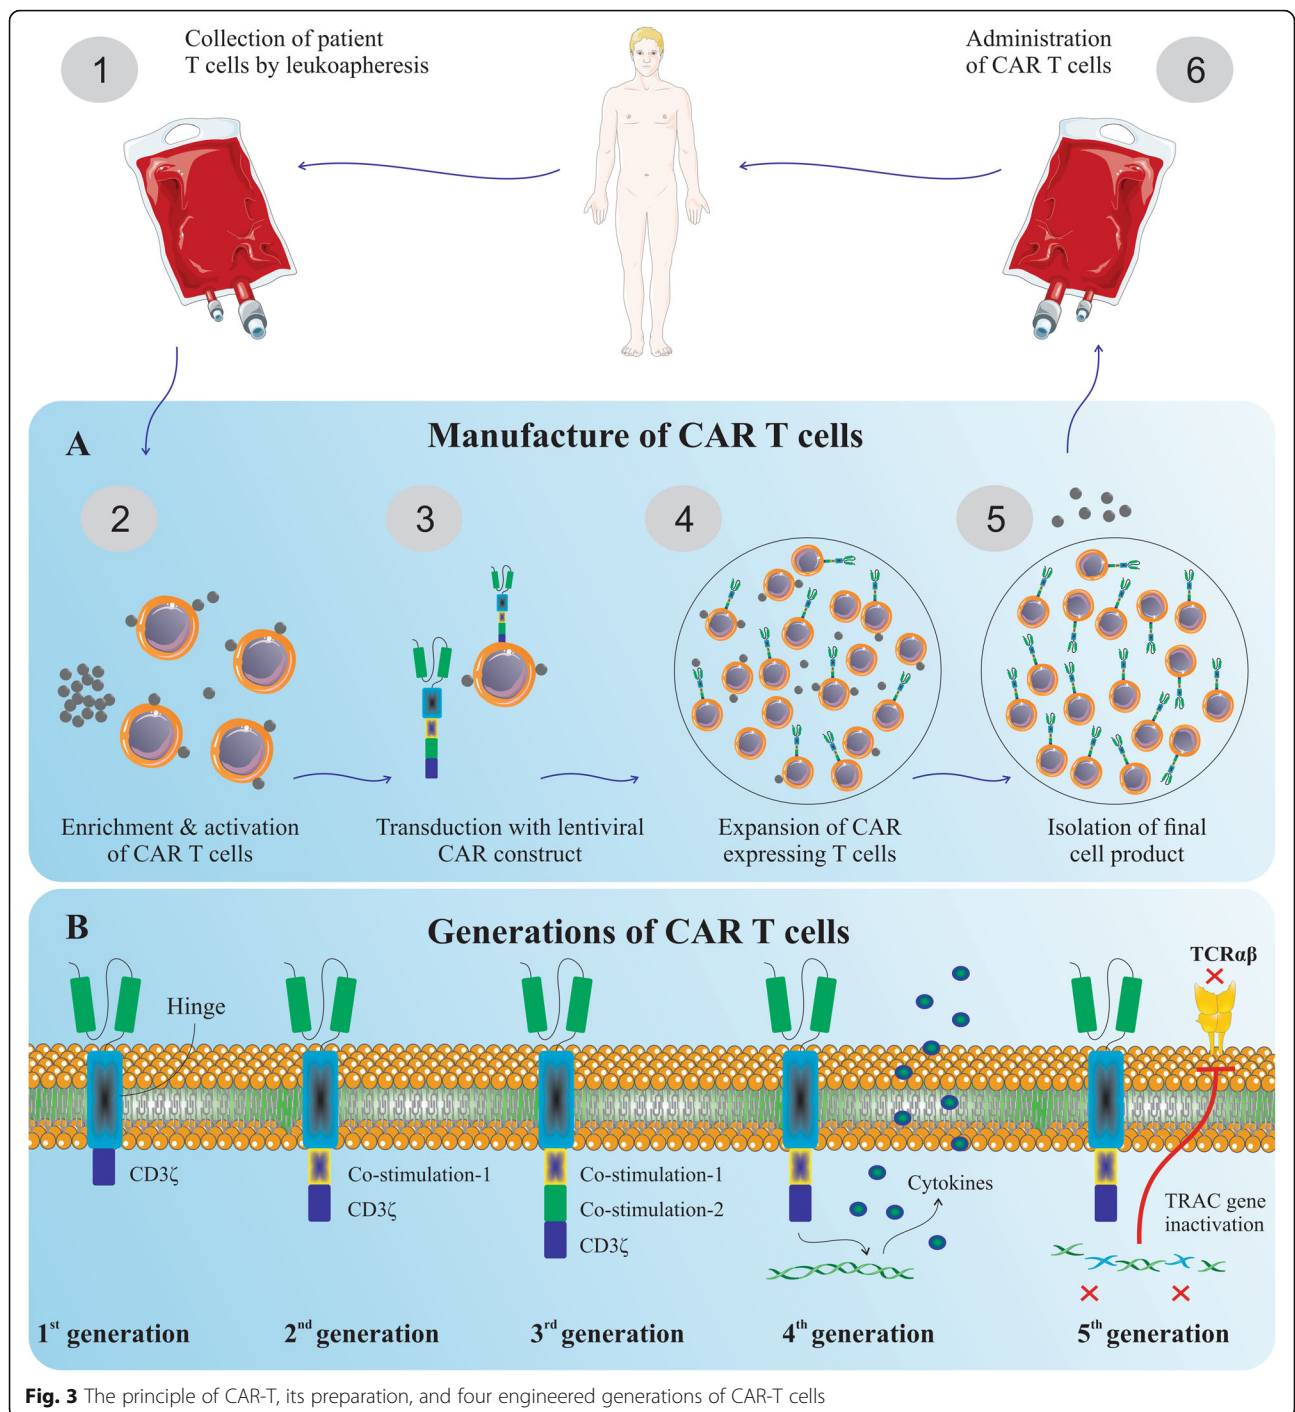 1
Collection of patient
T cells by leukoapheresis
Administration
of CAR T cells
6
A
Manufacture of CAR T cells
2
3
4
5
Enrichment & activation
of CAR T cells
Transduction with lentiviral
CAR construct
Expansion of CAR
expressing T cells
Isolation of final
cell product
B
Generations of CAR T cells
Hinge
CD3ζ
1st generation
Co-stimulation-1
CD3ζ
2nd generation
Co-stimulation-1
Co-stimulation-2
CD3ζ
3rd generation
Cytokines
4th generation
TCRαβ
TRAC gene
inactivation
5th generation
Fig. 3 The principle of CAR-T, its preparation, and four engineered generations of CAR-T cells